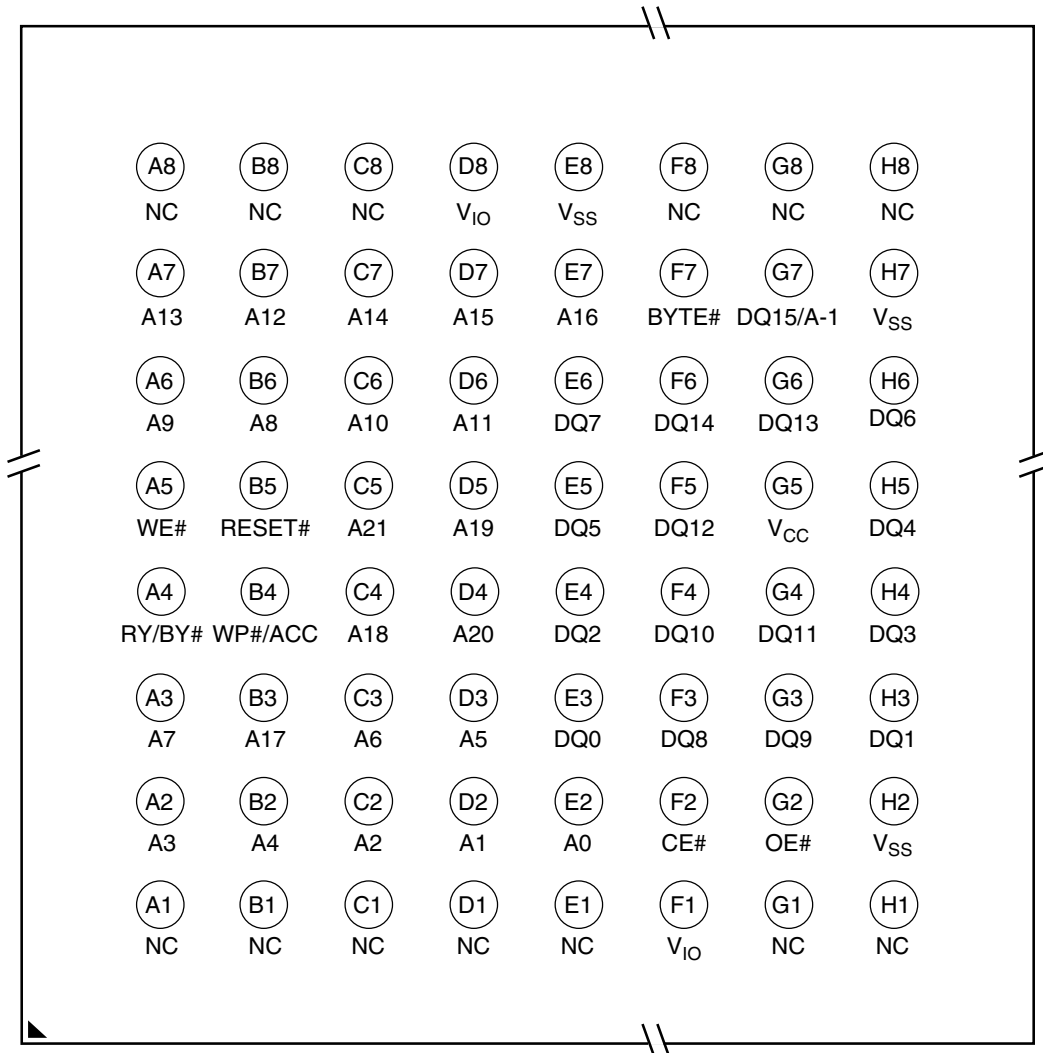 A8 B8 C8 D8 E8 F8 G8 H8
NC NC NC VIO VSS NC NC NC
A7 B7 C7 D7 E7 F7 G7 H7
A13 A12 A14 A15 A16 BYTE# DQ15/A-1 VSS
A6 B6 C6 D6 E6 F6 G6 H6
A9 A8 A10 A11 DQ7 DQ14 DQ13 DQ6
A5 B5 C5 D5 E5 F5 G5 H5
WE# RESET# A21 A19 DQ5 DQ12 VCC DQ4
A4 B4 C4 D4 E4 F4 G4 H4
RY/BY# WP#/ACC A18 A20 DQ2 DQ10 DQ11 DQ3
A3 B3 C3 D3 E3 F3 G3 H3
A7 A17 A6 A5 DQ0 DQ8 DQ9 DQ1
A2 B2 C2 D2 E2 F2 G2 H2
A3 A4 A2 A1 A0 CE# OE# VSS
A1 B1 C1 D1 E1 F1 G1 H1
NC NC NC NC NC VIO NC NC